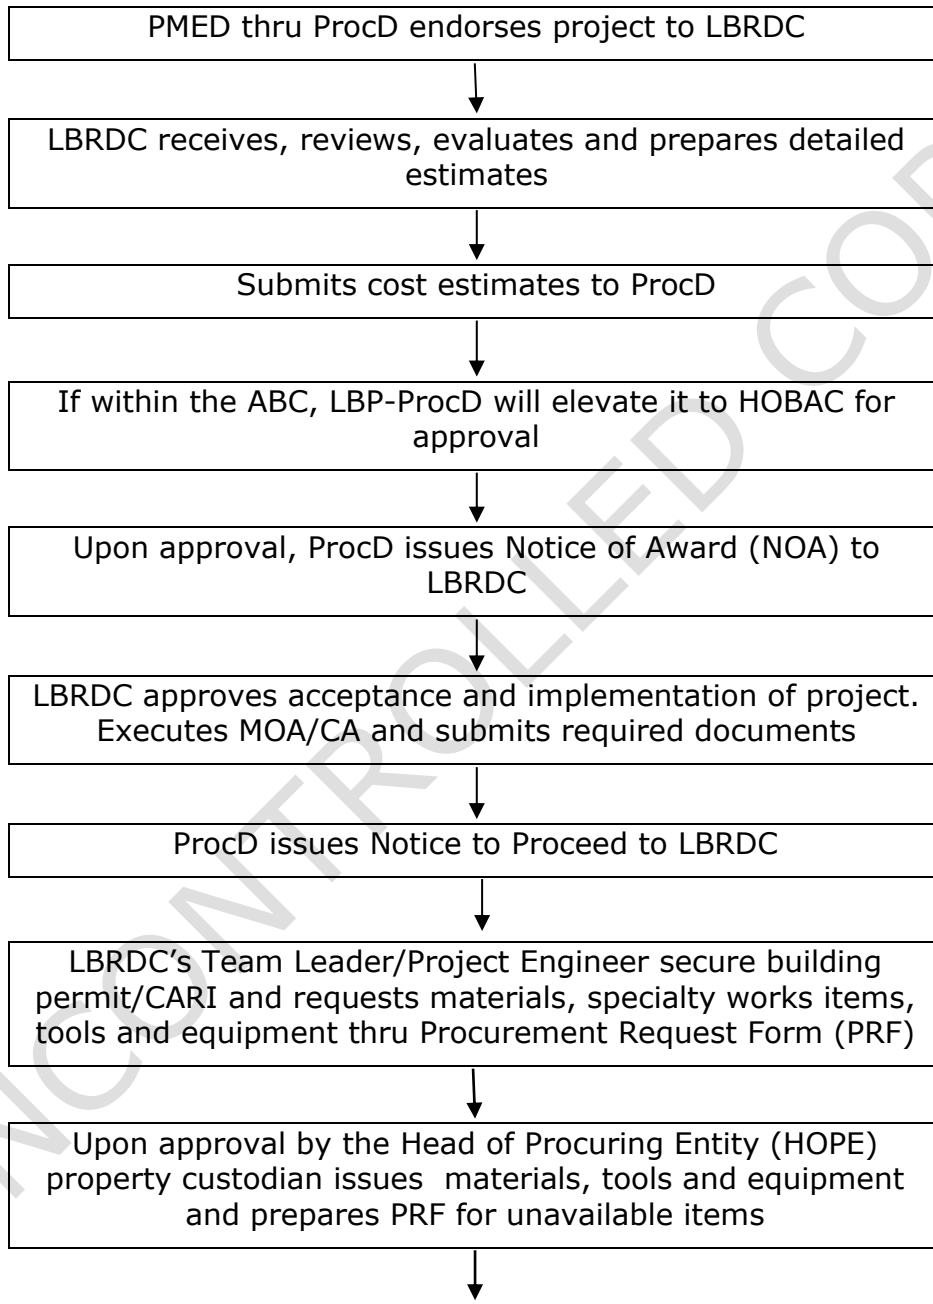 PMED thru ProcD endorses project to LBRDC
LBRDC receives, reviews, evaluates and prepares detailed
estimates
Submits cost estimates to ProcD
If within the ABC, LBP-ProcD will elevate it to HOBAC for
approval
Upon approval, ProcD issues Notice of Award (NOA) to
LBRDC
LBRDC approves acceptance and implementation of project.
Executes MOA/CA and submits required documents
ProcD issues Notice to Proceed to LBRDC
LBRDC’s Team Leader/Project Engineer secure building
permit/CARI and requests materials, specialty works items,
tools and equipment thru Procurement Request Form (PRF)
Upon approval by the Head of Procuring Entity (HOPE)
property custodian issues  materials, tools and equipment
and prepares PRF for unavailable items
NCONTROLLED CO